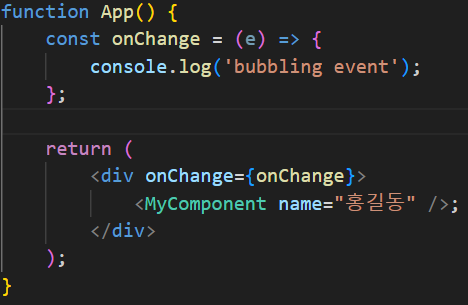 function App() {
    const onChange = (e) => {
        console.log('bubbling event');
    };

    return (
        <div onChange={onChange}>
            <MyComponent name="홍길동" />;
        </div>
    );
}